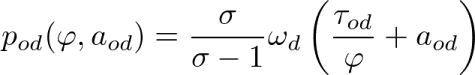 p_{od}(\varphi, a_{od}) = \frac{\sigma}{\sigma - 1} \omega_d \left( \frac{\tau_{od}}{\varphi} + a_{od} \right)